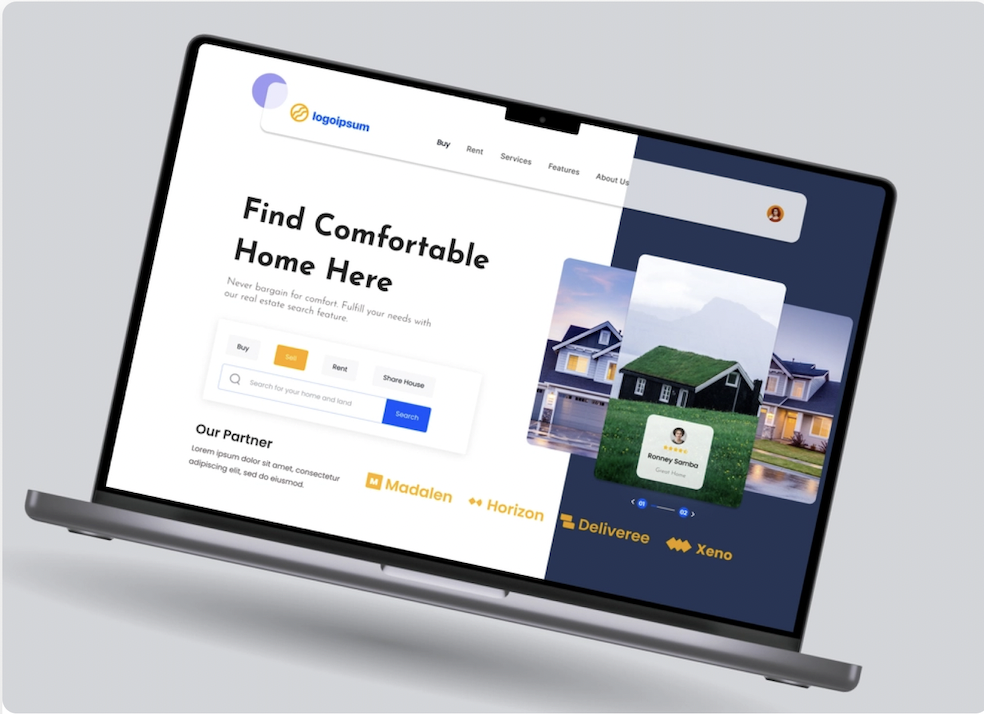 logoipsum
Buy
Rent
Services
Features
About Us
Find Comfortable
Home Here
Never bargain for comfort. Fulfill your needs with
our real estate search feature.
Buy
Sell
Rent
Share House
Search for your home and land
Search
Our Partner
Lorem ipsum dolor sit amet, consectetur
adipiscing elit, sed do eiusmod.
M Madalen
Horizon
Deliveree
Xeno
Ronney Samba
Great Home
01
02